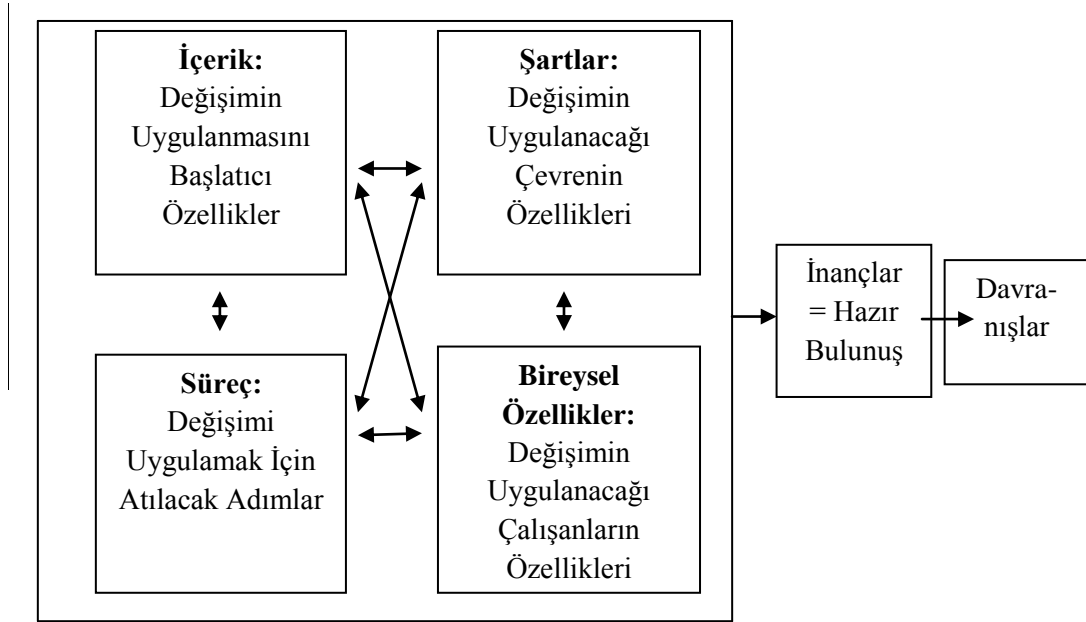 İçerik:
Değişimin
Uygulanmasını
Başlatıcı
Özellikler
Şartlar:
Değişimin
Uygulanacağı
Çevrenin
Özellikleri
Süreç:
Değişimi
Uygulamak İçin
Atılacak Adımlar
Bireysel
Özellikler:
Değişimin
Uygulanacağı
Çalışanların
Özellikleri
İnançlar
= Hazır
Bulunuş
Davra-
nışlar